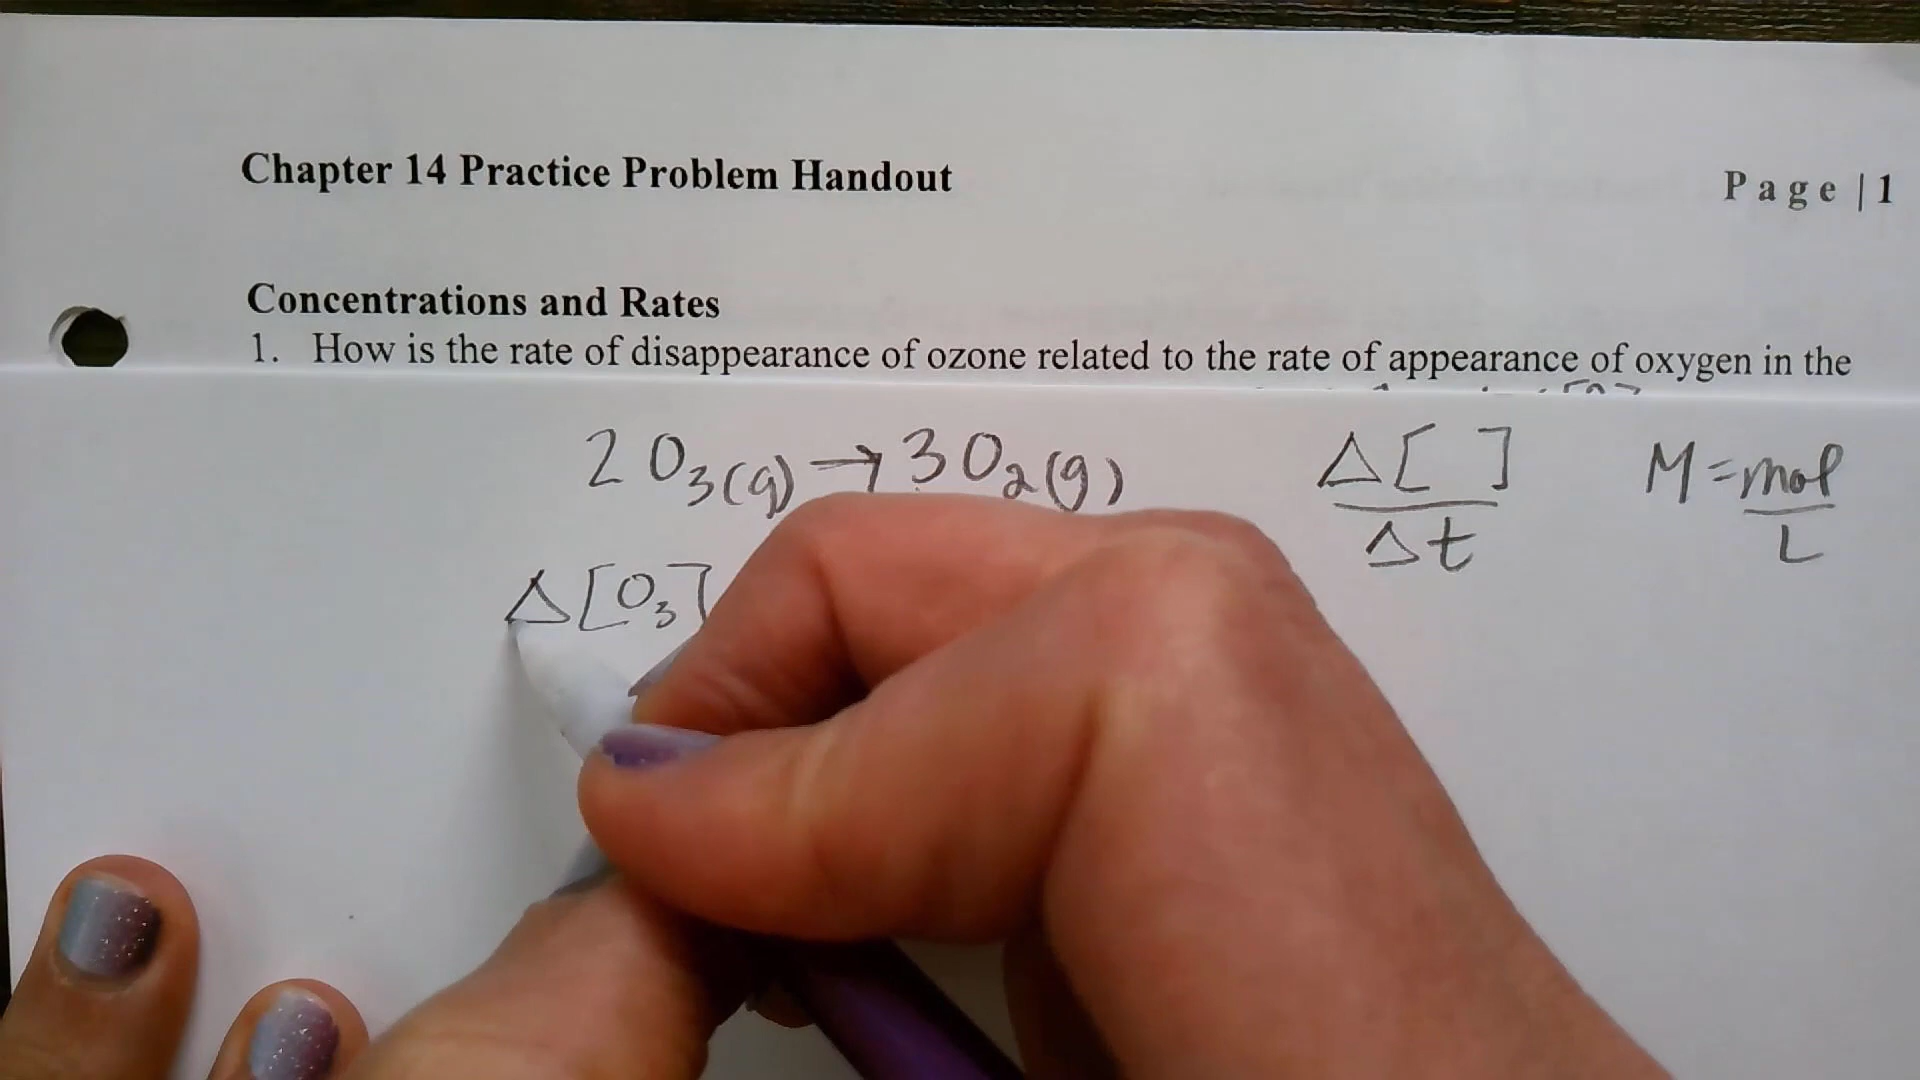 Chapter 14 Practice Problem Handout
Page | 1
Concentrations and Rates
1. How is the rate of disappearance of ozone related to the rate of appearance of oxygen in the
2 O₃(g) → 3 O₂(g)
Δ[ ]
Δt
M = mol
L
Δ[O₃]